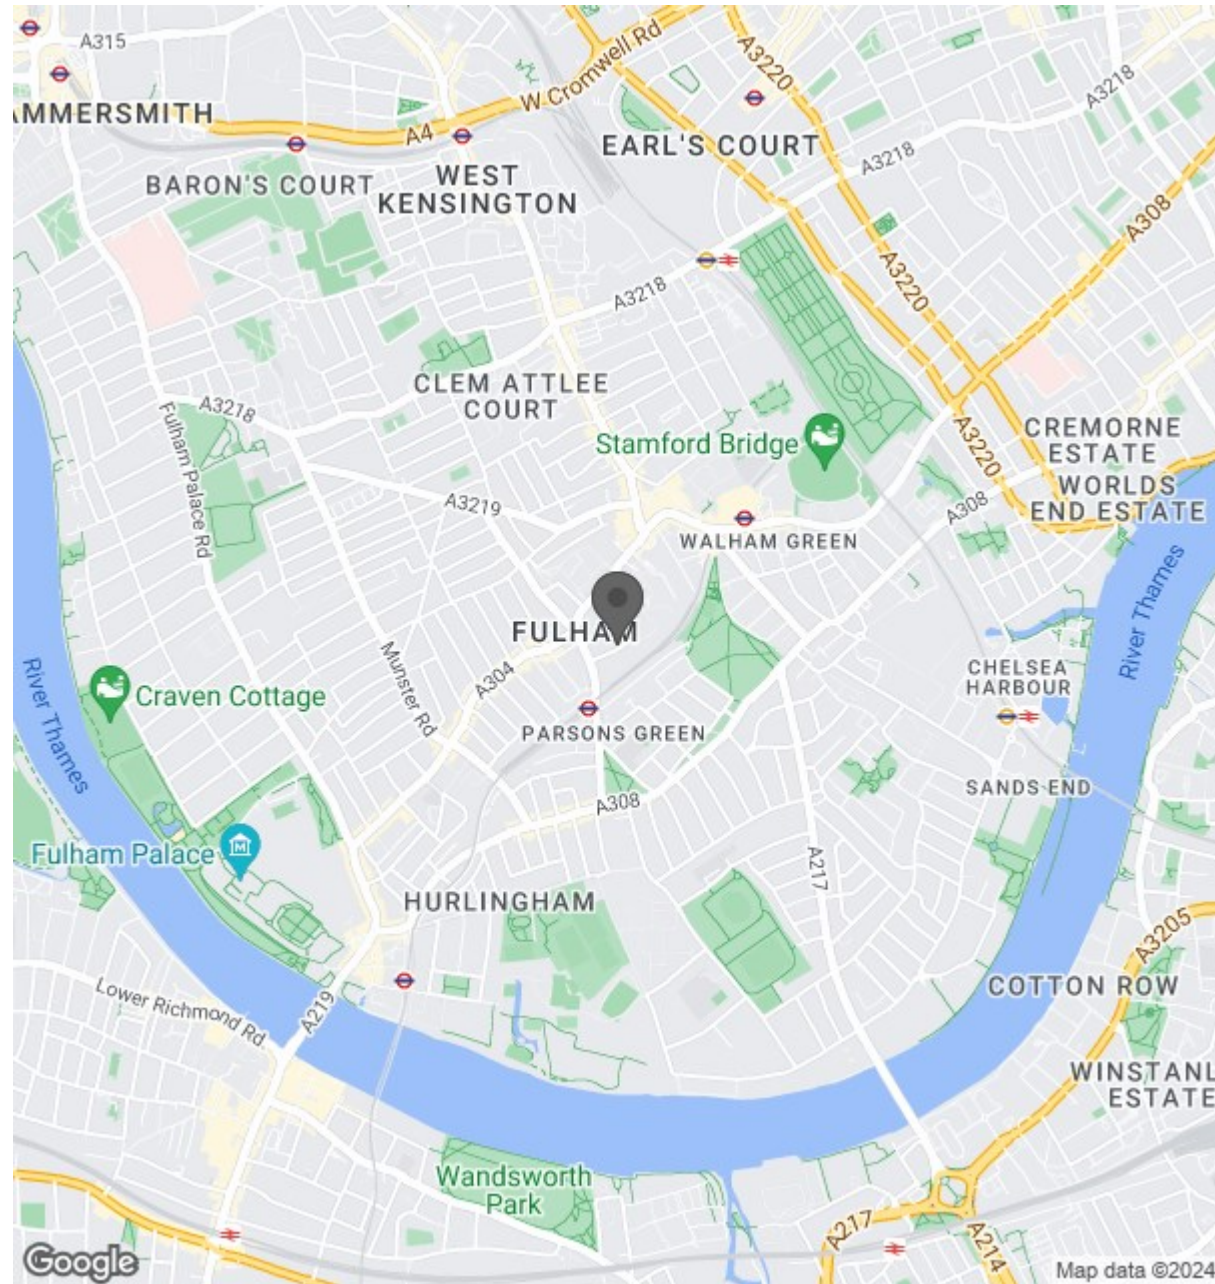 A315
W Cromwell Rd
A3220
A3218
AMMERSMITH
A4
EARL'S COURT
A3218
BARON'S COURT
WEST
KENSINGTON
A308
A3220
A3218
CLEM ATTLEE
COURT
A3218
Fulham Palace Rd
Stamford Bridge
A3220
CREMORNE
ESTATE
WORLDS
END ESTATE
A3219
A308
WALHAM GREEN
River Thames
FULHAM
Munster Rd
A304
CHELSEA
HARBOUR
River Thames
Craven Cottage
PARSONS GREEN
SANDS END
A308
Fulham Palace
A217
HURLINGHAM
A3205
COTTON ROW
Lower Richmond Rd.
A219
WINSTANL
ESTATE
Wandsworth
Park
A217
A214
Google
Map data ©2024